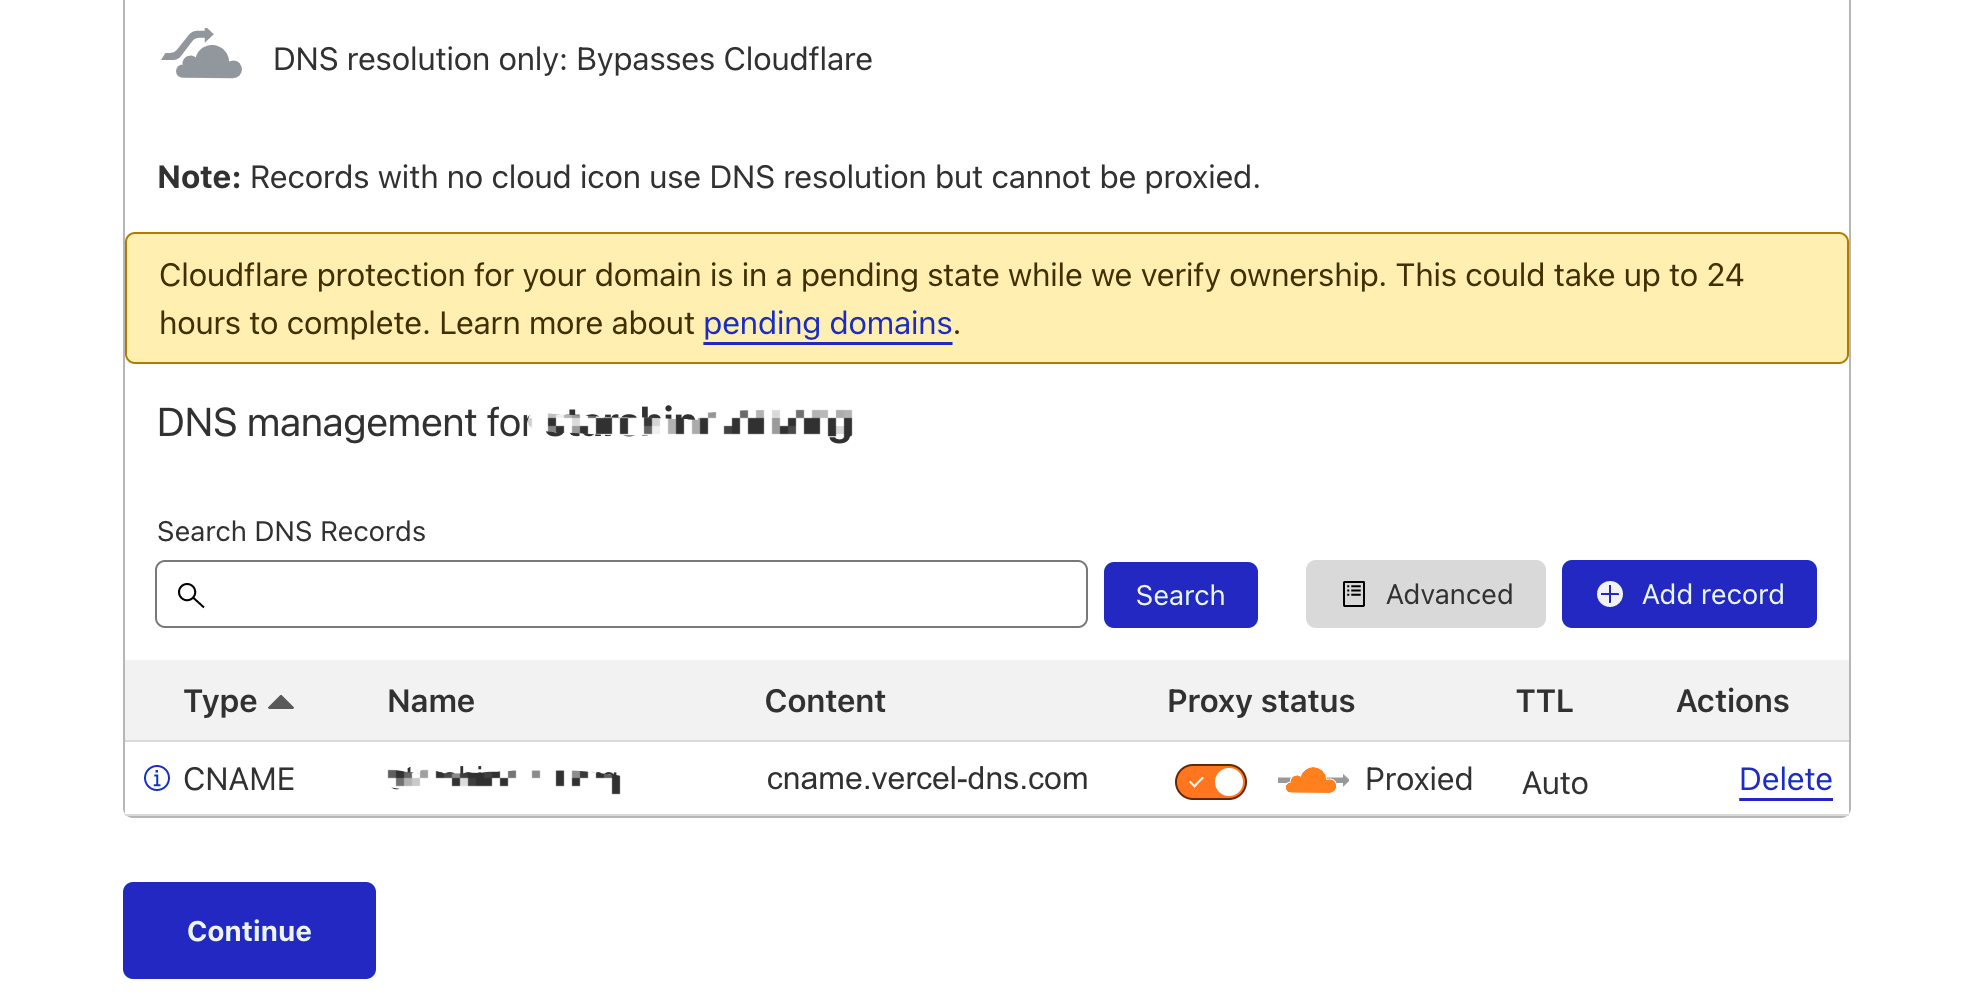 DNS resolution only: Bypasses Cloudflare
Note: Records with no cloud icon use DNS resolution but cannot be proxied.
Cloudflare protection for your domain is in a pending state while we verify ownership. This could take up to 24
hours to complete. Learn more about pending domains.
DNS management for
Search DNS Records
Search Advanced Add record
Type Name Content Proxy status TTL Actions
CNAME cname.vercel-dns.com Proxied Auto Delete
Continue